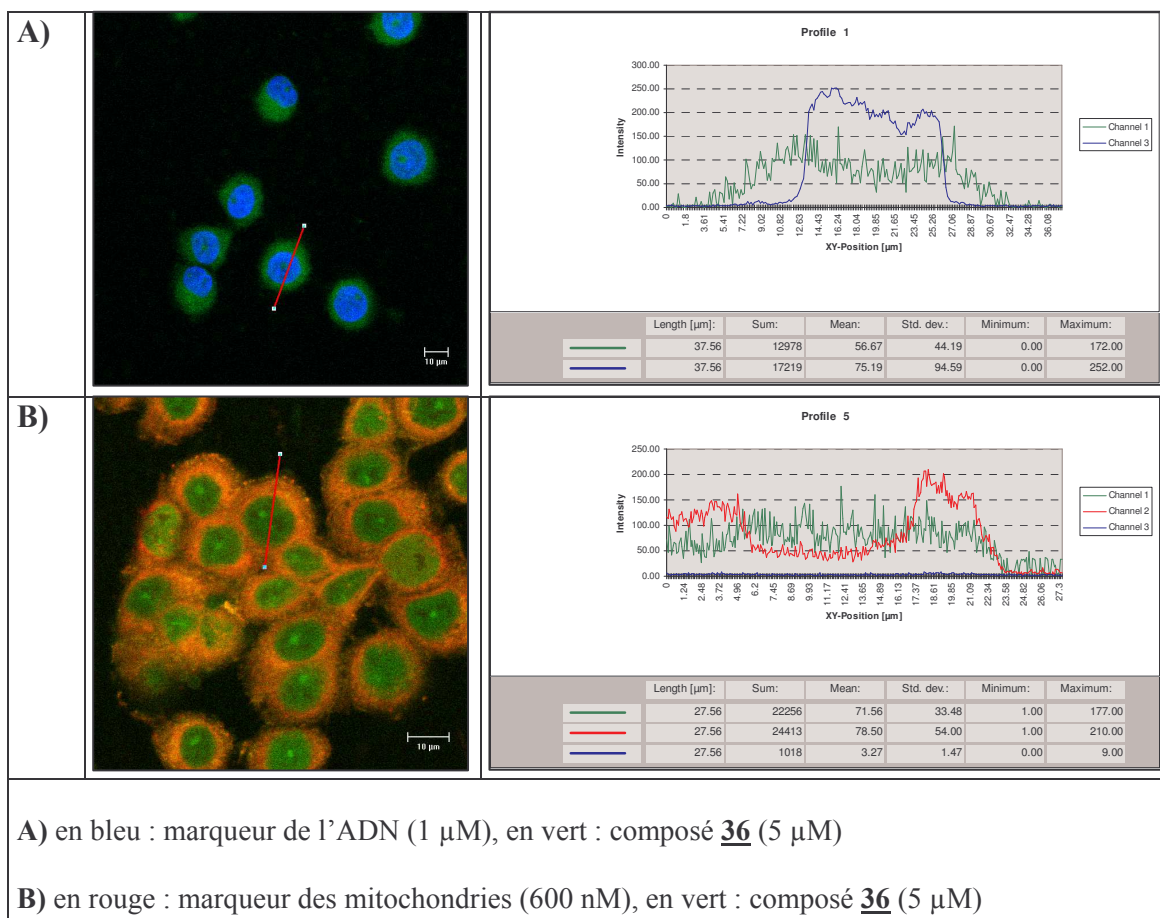 A)
10 µm
Profile 1
300.00
250.00
200.00
150.00
100.00
50.00
0.00
Intensity
0 1.8 3.61 5.41 7.22 9.02 10.82 12.63 14.43 16.24 18.04 19.85 21.65 23.45 25.26 27.06 28.87 30.67 32.47 34.28 36.08
XY-Position [µm]
Channel 1
Channel 3
Length [µm]: Sum: Mean: Std. dev.: Minimum: Maximum:
37.56 12978 56.67 44.19 0.00 172.00
37.56 17219 75.19 94.59 0.00 252.00
B)
10 µm
Profile 5
250.00
200.00
150.00
100.00
50.00
0.00
Intensity
0 1.24 2.48 3.72 4.96 6.2 7.45 8.69 9.93 11.17 12.41 13.65 14.89 16.13 17.37 18.61 19.85 21.09 22.34 23.58 24.82 26.06 27.3
XY-Position [µm]
Channel 1
Channel 2
Channel 3
Length [µm]: Sum: Mean: Std. dev.: Minimum: Maximum:
27.56 22256 71.56 33.48 1.00 177.00
27.56 24413 78.50 54.00 1.00 210.00
27.56 1018 3.27 1.47 0.00 9.00
A) en bleu : marqueur de l’ADN (1 µM), en vert : composé 36 (5 µM)
B) en rouge : marqueur des mitochondries (600 nM), en vert : composé 36 (5 µM)